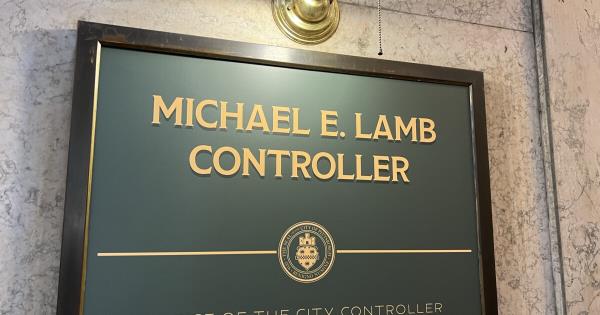 MICHAEL E. LAMB
CONTROLLER
OF THE CITY CONTROLLER